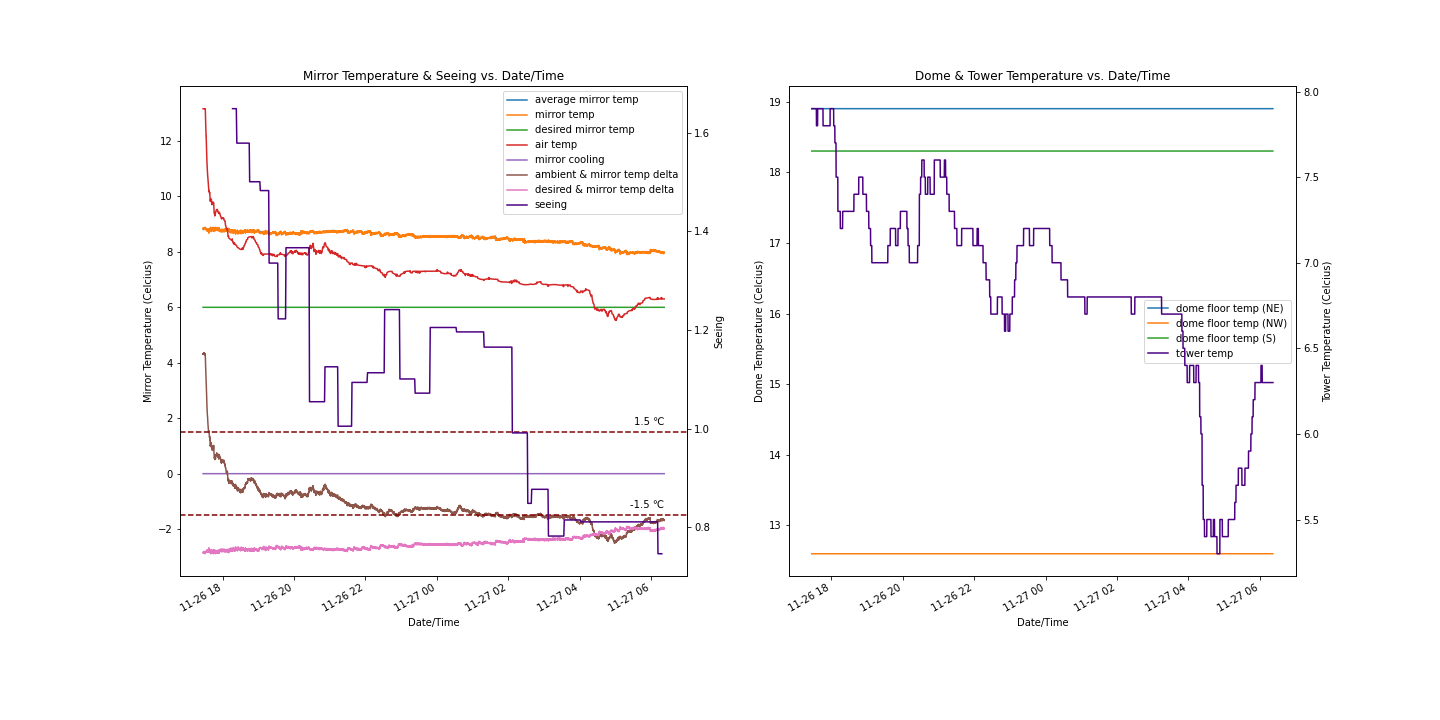 Mirror Temperature & Seeing vs. Date/Time
Mirror Temperature (Celcius)
12
10
8
6
4
2
0
−2
1.6
1.4
1.2
1.0
0.8
Seeing
average mirror temp
mirror temp
desired mirror temp
air temp
mirror cooling
ambient & mirror temp delta
desired & mirror temp delta
seeing
1.5 °C
-1.5 °C
11-26 18
11-26 20
11-26 22
11-27 00
11-27 02
11-27 04
11-27 06
Date/Time
Dome & Tower Temperature vs. Date/Time
Dome Temperature (Celcius)
19
18
17
16
15
14
13
8.0
7.5
7.0
6.5
6.0
5.5
Tower Temperature (Celcius)
dome floor temp (NE)
dome floor temp (NW)
dome floor temp (S)
tower temp
11-26 18
11-26 20
11-26 22
11-27 00
11-27 02
11-27 04
11-27 06
Date/Time